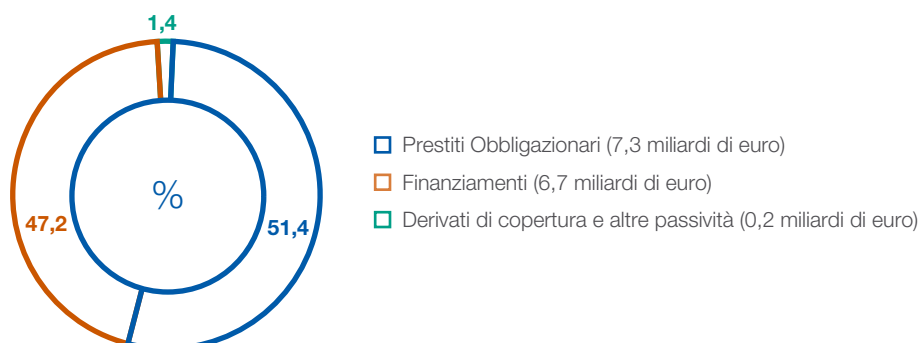 1,4
%
47,2
51,4
Prestiti Obbligazionari (7,3 miliardi di euro)
Finanziamenti (6,7 miliardi di euro)
Derivati di copertura e altre passività (0,2 miliardi di euro)